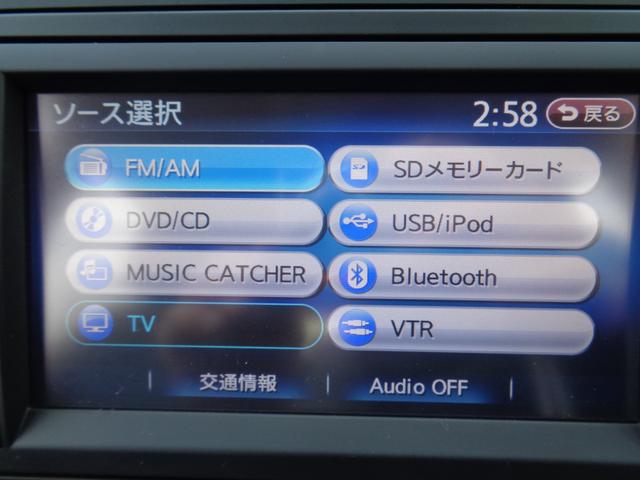 ソース選択 2:58 戻る
FM/AM SDメモリーカード
DVD/CD USB/iPod
MUSIC CATCHER Bluetooth
TV VTR
交通情報 Audio OFF